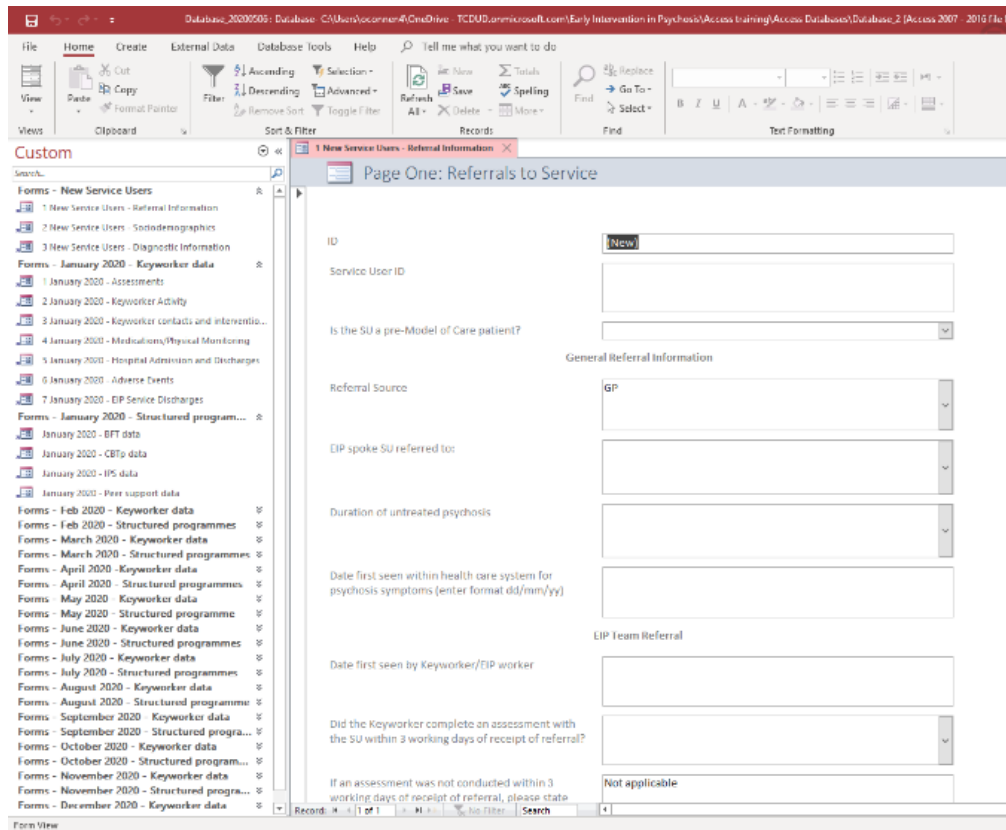 Database_20200506 : Database- C:\Users\oconner4\OneDrive - TCDUD.onmicrosoft.com\Early Intervention in Psychosis\Access training\Access Databases\Database_2 (Access 2007 - 2016 file
File Home Create External Data Database Tools Help Tell me what you want to do
View
Views
Paste
Cut
Copy
Format Painter
Clipboard
Filter
Ascending
Descending
Remove Sort
Selection
Advanced
Toggle Filter
Sort & Filter
Refresh All
New
Save
Delete
Totals
Spelling
More
Records
Find
Replace
Go To
Select
Find
B I U A
Text Formatting
Custom
Search...
Forms - New Service Users
1 New Service Users - Referral Information
2 New Service Users - Sociodemographics
3 New Service Users - Diagnostic Information
Forms - January 2020 - Keyworker data
1 January 2020 - Assessments
2 January 2020 - Keyworker Activity
3 January 2020 - Keyworker contacts and interventio...
4 January 2020 - Medications/Physical Monitoring
5 January 2020 - Hospital Admission and Discharges
6 January 2020 - Adverse Events
7 January 2020 - EIP Service Discharges
Forms - January 2020 - Structured program...
January 2020 - BFT data
January 2020 - CBTp data
January 2020 - IPS data
January 2020 - Peer support data
Forms - Feb 2020 - Keyworker data
Forms - Feb 2020 - Structured programmes
Forms - March 2020 - Keyworker data
Forms - March 2020 - Structured programmes
Forms - April 2020 -Keyworker data
Forms - April 2020 - Structured programmes
Forms - May 2020 - Keyworker data
Forms - May 2020 - Structured programme
Forms - June 2020 - Keyworker data
Forms - June 2020 - Structured programmes
Forms - July 2020 - Keyworker data
Forms - July 2020 - Structured programmes
Forms - August 2020 - Keyworker data
Forms - August 2020 - Structured programme
Forms - September 2020 - Keyworker data
Forms - September 2020 - Structured progra...
Forms - October 2020 - Keyworker data
Forms - October 2020 - Structured program...
Forms - November 2020 - Keyworker data
Forms - November 2020 - Structured progra...
Forms - December 2020 - Keyworker data
1 New Service Users - Referral Information
Page One: Referrals to Service
ID (New)
Service User ID
Is the SU a pre-Model of Care patient?
General Referral Information
Referral Source GP
EIP spoke SU referred to:
Duration of untreated psychosis
Date first seen within health care system for
psychosis symptoms (enter format dd/mm/yy)
EIP Team Referral
Date first seen by Keyworker/EIP worker
Did the Keyworker complete an assessment with
the SU within 3 working days of receipt of referral?
If an assessment was not conducted within 3 Not applicable
working days of receipt of referral, please state
Record: 1 of 1 No Filter Search
Form View